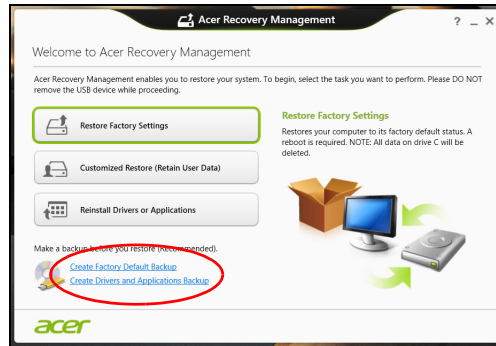 Acer Recovery Management
? _ X
Welcome to Acer Recovery Management
Acer Recovery Management enables you to restore your system. To begin, select the task you want to perform. Please DO NOT
remove the USB device while proceeding.
Restore Factory Settings
Customized Restore (Retain User Data)
Reinstall Drivers or Applications
Restore Factory Settings
Restores your computer to its factory default status. A
reboot is required. NOTE: All data on drive C will be
deleted.
Make a backup before you restore (Recommended).
Create Factory Default Backup
Create Drivers and Applications Backup
acer